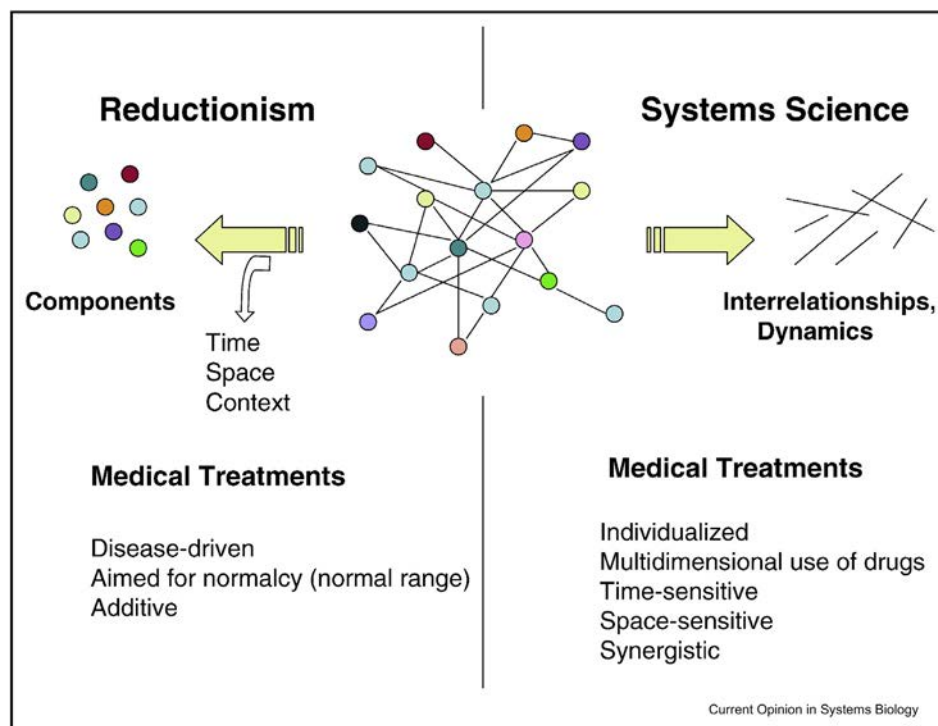 Reductionism
Components
Time
Space
Context
Medical Treatments
Disease-driven
Aimed for normalcy (normal range)
Additive
Systems Science
Interrelationships,
Dynamics
Medical Treatments
Individualized
Multidimensional use of drugs
Time-sensitive
Space-sensitive
Synergistic
Current Opinion in Systems Biology